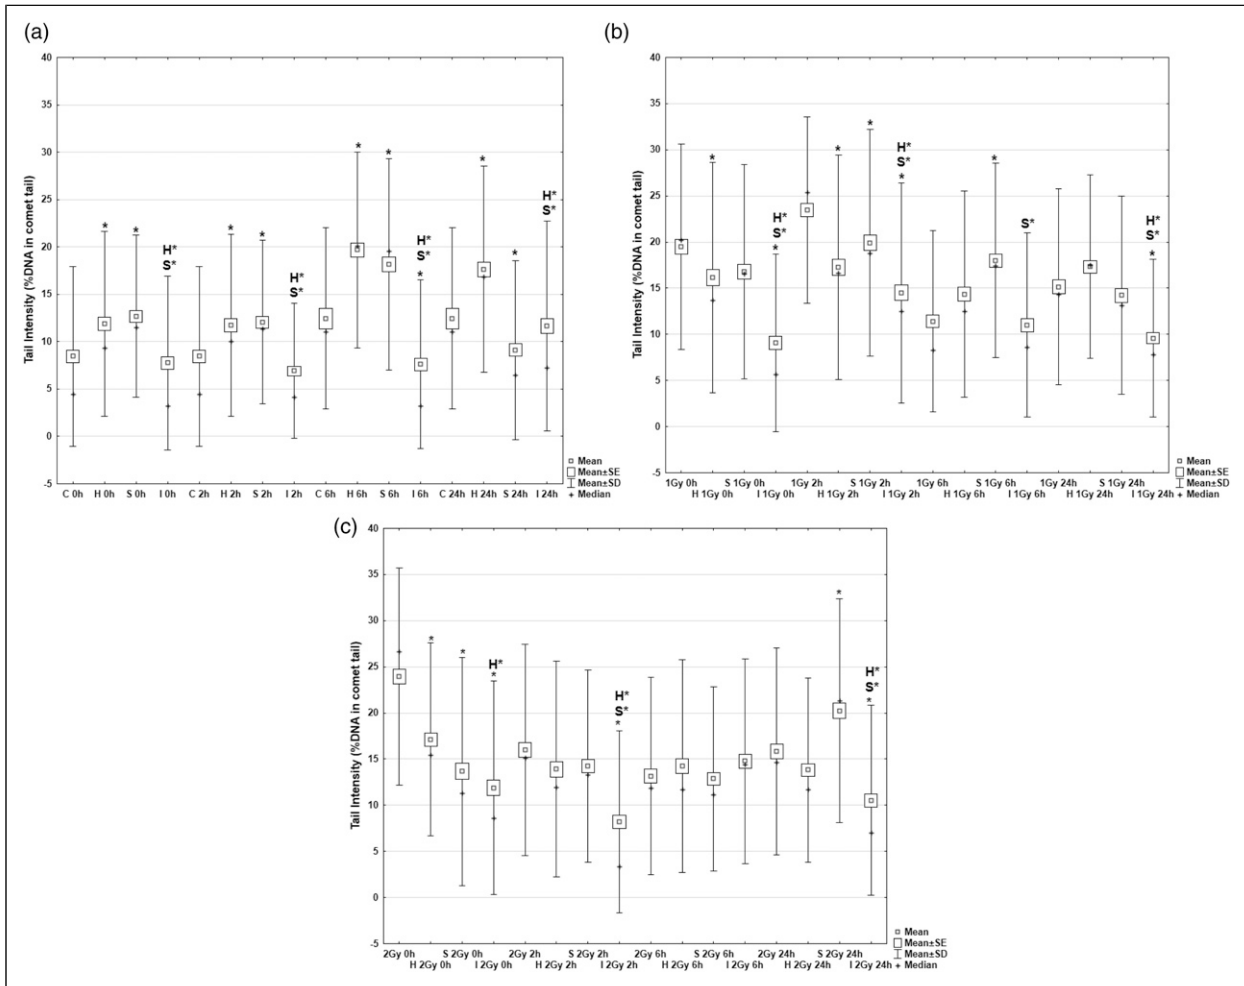 (a)
Tail Intensity (%DNA in comet tail)
40
35
30
25
20
15
10
5
0
-5
*
*
H*
S*
*
*
H*
S*
*
*
H*
S*
*
*
*
H*
S*
C 0h H 0h S 0h I 0h C 2h H 2h S 2h I 2h C 6h H 6h S 6h I 6h C 24h H 24h S 24h I 24h
Mean
Mean±SE
Mean±SD
Median
(b)
Tail Intensity (%DNA in comet tail)
40
35
30
25
20
15
10
5
0
-5
*
H*
S*
*
*
*
H*
S*
*
*
S*
H*
S*
*
1Gy 0h S 1Gy 0h 1Gy 2h S 1Gy 2h 1Gy 6h S 1Gy 6h 1Gy 24h S 1Gy 24h
H 1Gy 0h I 1Gy 0h H 1Gy 2h I 1Gy 2h H 1Gy 6h I 1Gy 6h H 1Gy 24h I 1Gy 24h
Mean
Mean±SE
Mean±SD
Median
(c)
Tail Intensity (%DNA in comet tail)
40
35
30
25
20
15
10
5
0
-5
*
*
H*
*
H*
S*
*
*
H*
S*
*
2Gy 0h S 2Gy 0h 2Gy 2h S 2Gy 2h 2Gy 6h S 2Gy 6h 2Gy 24h S 2Gy 24h
H 2Gy 0h I 2Gy 0h H 2Gy 2h I 2Gy 2h H 2Gy 6h I 2Gy 6h H 2Gy 24h I 2Gy 24h
Mean
Mean±SE
Mean±SD
Median